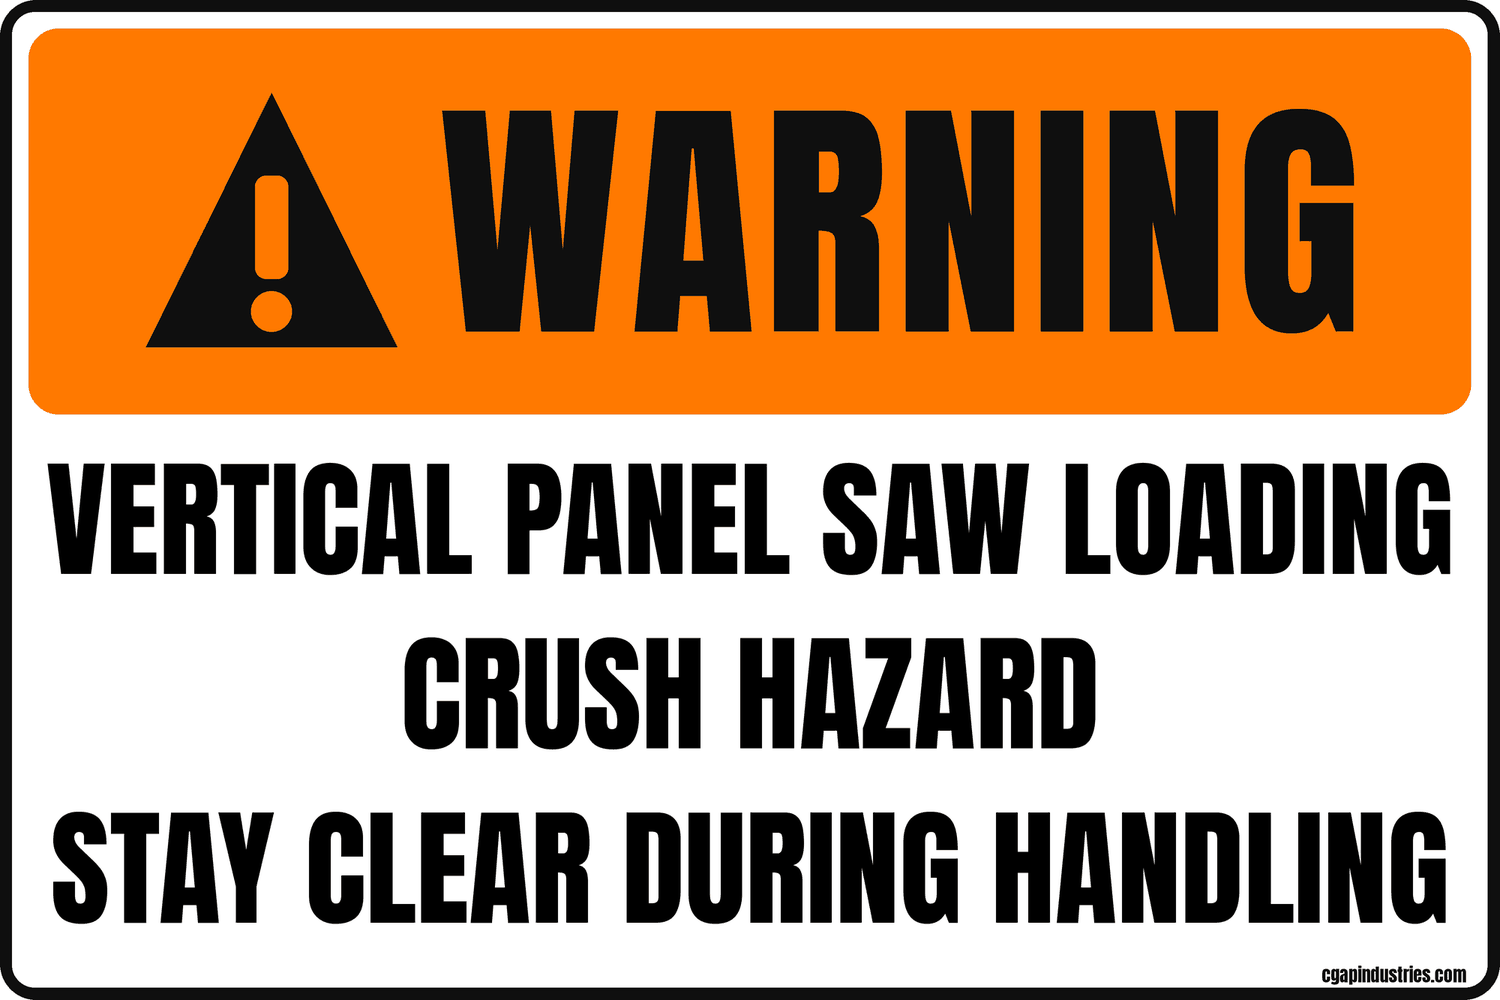 WARNING
VERTICAL PANEL SAW LOADING
CRUSH HAZARD
STAY CLEAR DURING HANDLING
cgapindustries.com